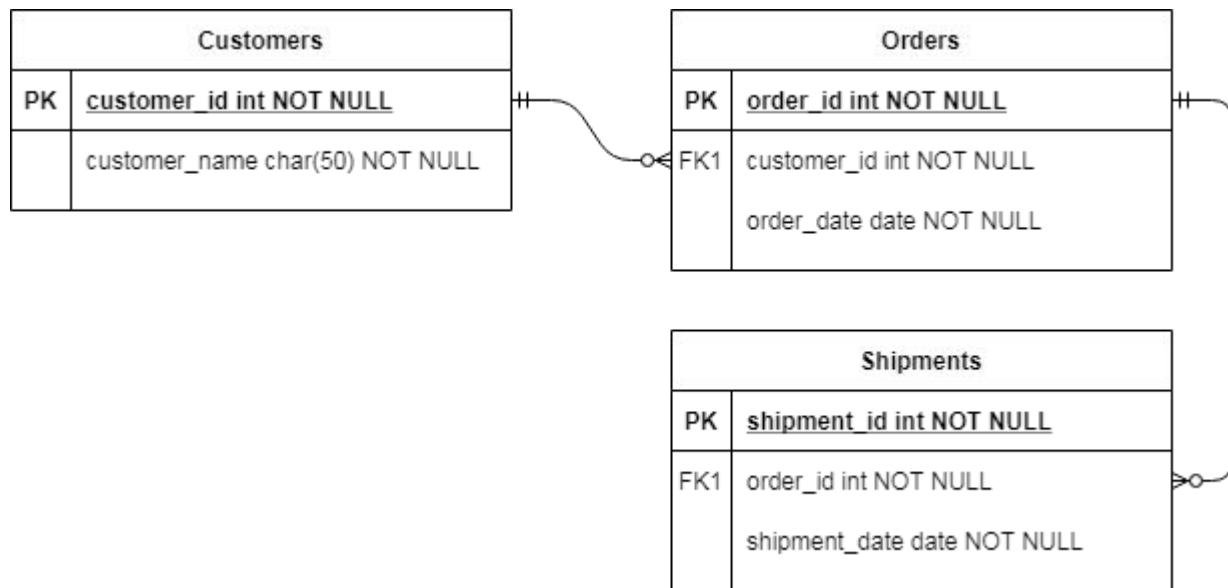 Customers
PK customer_id int NOT NULL
customer_name char(50) NOT NULL
Orders
PK order_id int NOT NULL
FK1 customer_id int NOT NULL
order_date date NOT NULL
Shipments
PK shipment_id int NOT NULL
FK1 order_id int NOT NULL
shipment_date date NOT NULL